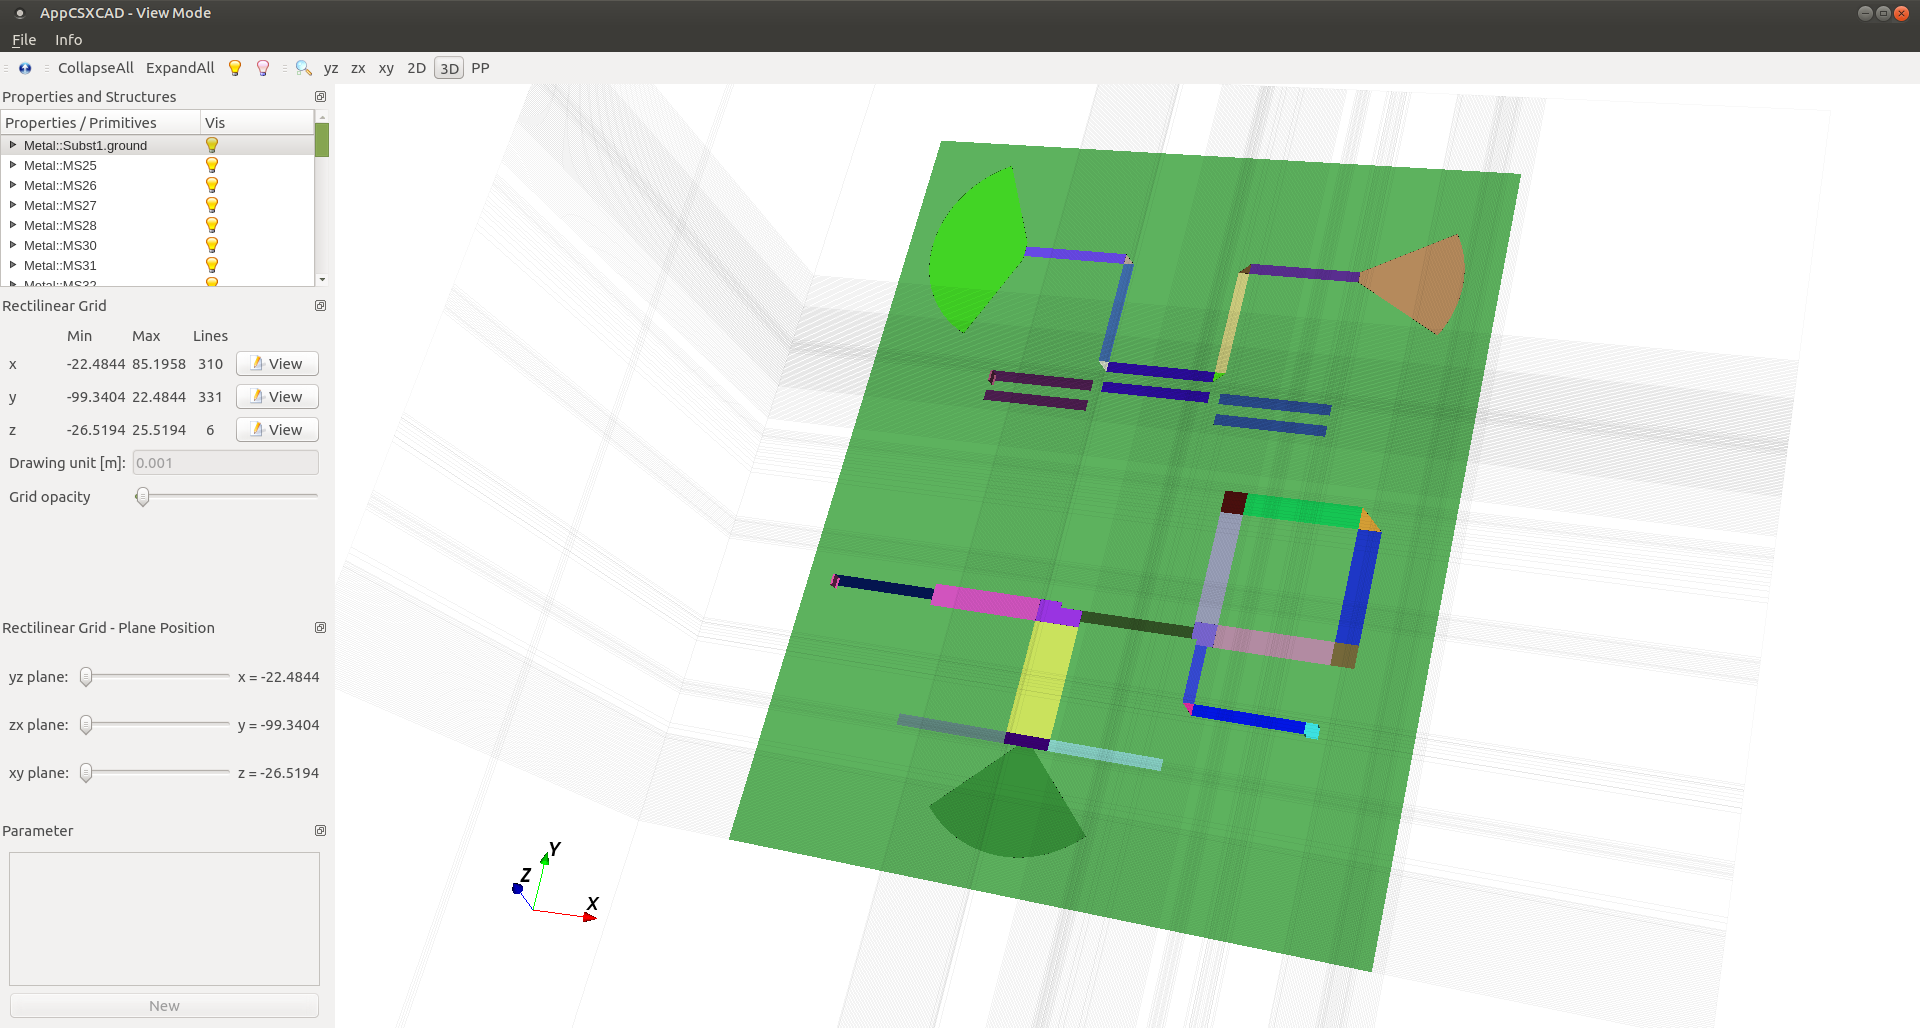 AppCSXCAD - View Mode
File Info
CollapseAll ExpandAll yz zx xy 2D 3D PP
Properties and Structures
Properties / Primitives Vis
Metal::Subst1.ground
Metal::MS25
Metal::MS26
Metal::MS27
Metal::MS28
Metal::MS30
Metal::MS31
Metal::MS32
Rectilinear Grid
Min Max Lines
x -22.4844 85.1958 310 View
y -99.3404 22.4844 331 View
z -26.5194 25.5194 6 View
Drawing unit [m]: 0.001
Grid opacity
Rectilinear Grid - Plane Position
yz plane: x = -22.4844
zx plane: y = -99.3404
xy plane: z = -26.5194
Parameter
New
Y
Z
X